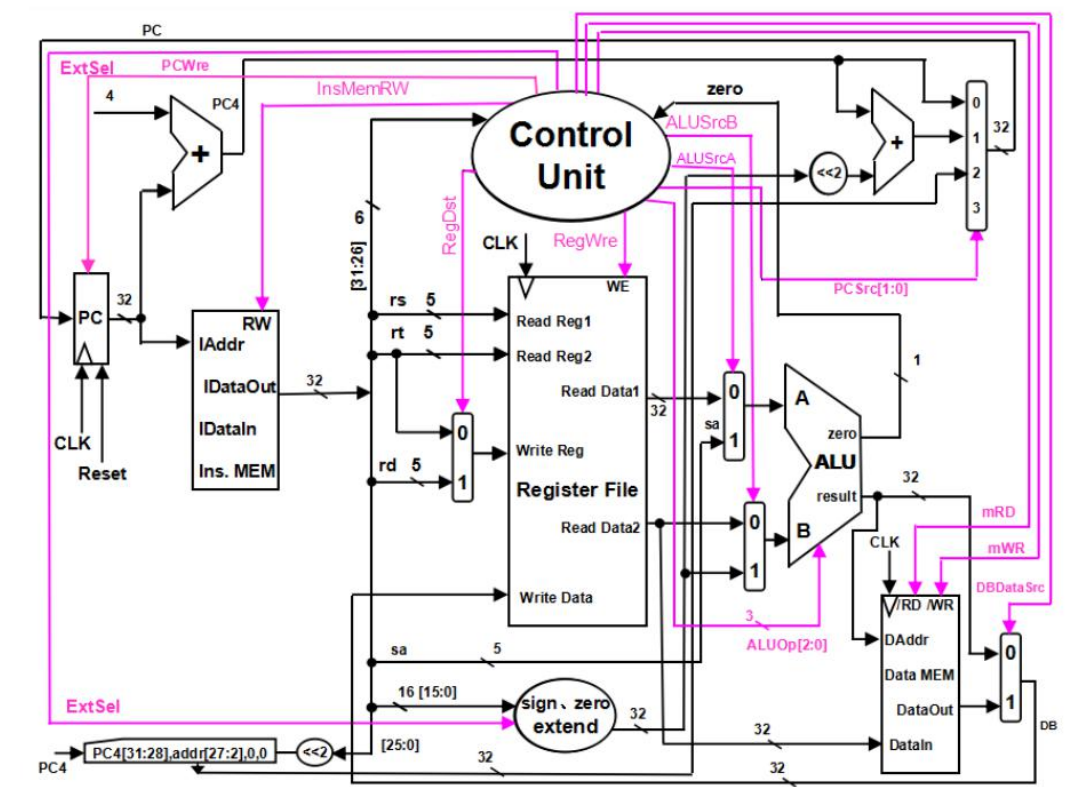 PC
ExtSel
PCWre
InsMemRW
4
PC4
+
Control
Unit
zero
ALUSrcB
ALUSrcA
<<2
+
0
1
2
3
32
6
[31:26]
RegDst
CLK
RegWre
PCSrc[1:0]
PC
32
CLK
Reset
RW
IAddr
IDataOut
IDataIn
Ins. MEM
32
rs 5
rt 5
rd 5
0
1
WE
Read Reg1
Read Reg2
Read Data1
Write Reg
Register File
Read Data2
Write Data
32
sa
0
1
0
1
A
zero
ALU
result
B
1
32
3
ALUOp[2:0]
mRD
mWR
DBDataSrc
CLK
/RD /WR
DAddr
Data MEM
DataOut
DataIn
0
1
DB
sa
5
ExtSel
16 [15:0]
sign、zero
extend
32
32
PC4
PC4[31:28],addr[27:2],0,0
<<2
[25:0]
32
32